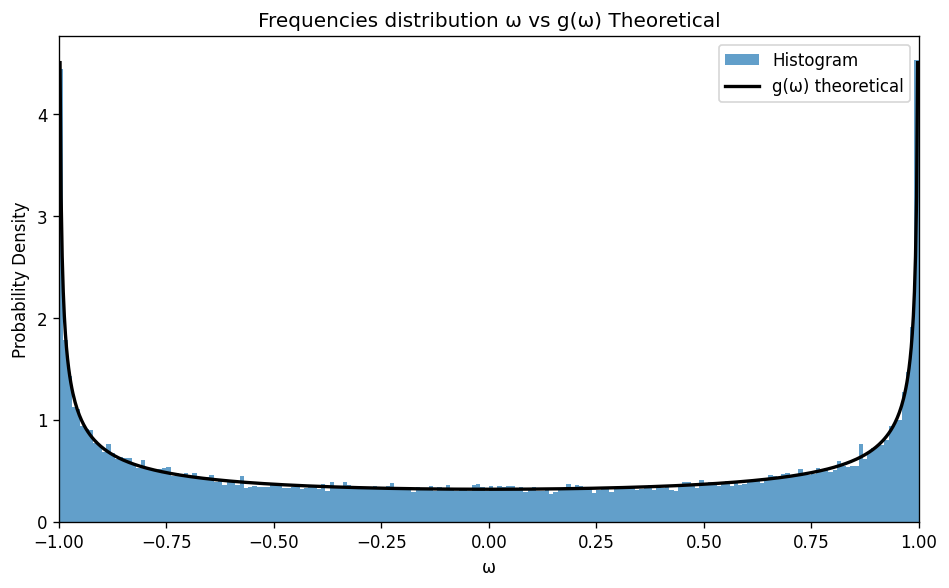 Frequencies distribution ω vs g(ω) Theoretical
Histogram
g(ω) theoretical
Probability Density
4
3
2
1
0
−1.00 −0.75 −0.50 −0.25 0.00 0.25 0.50 0.75 1.00
ω